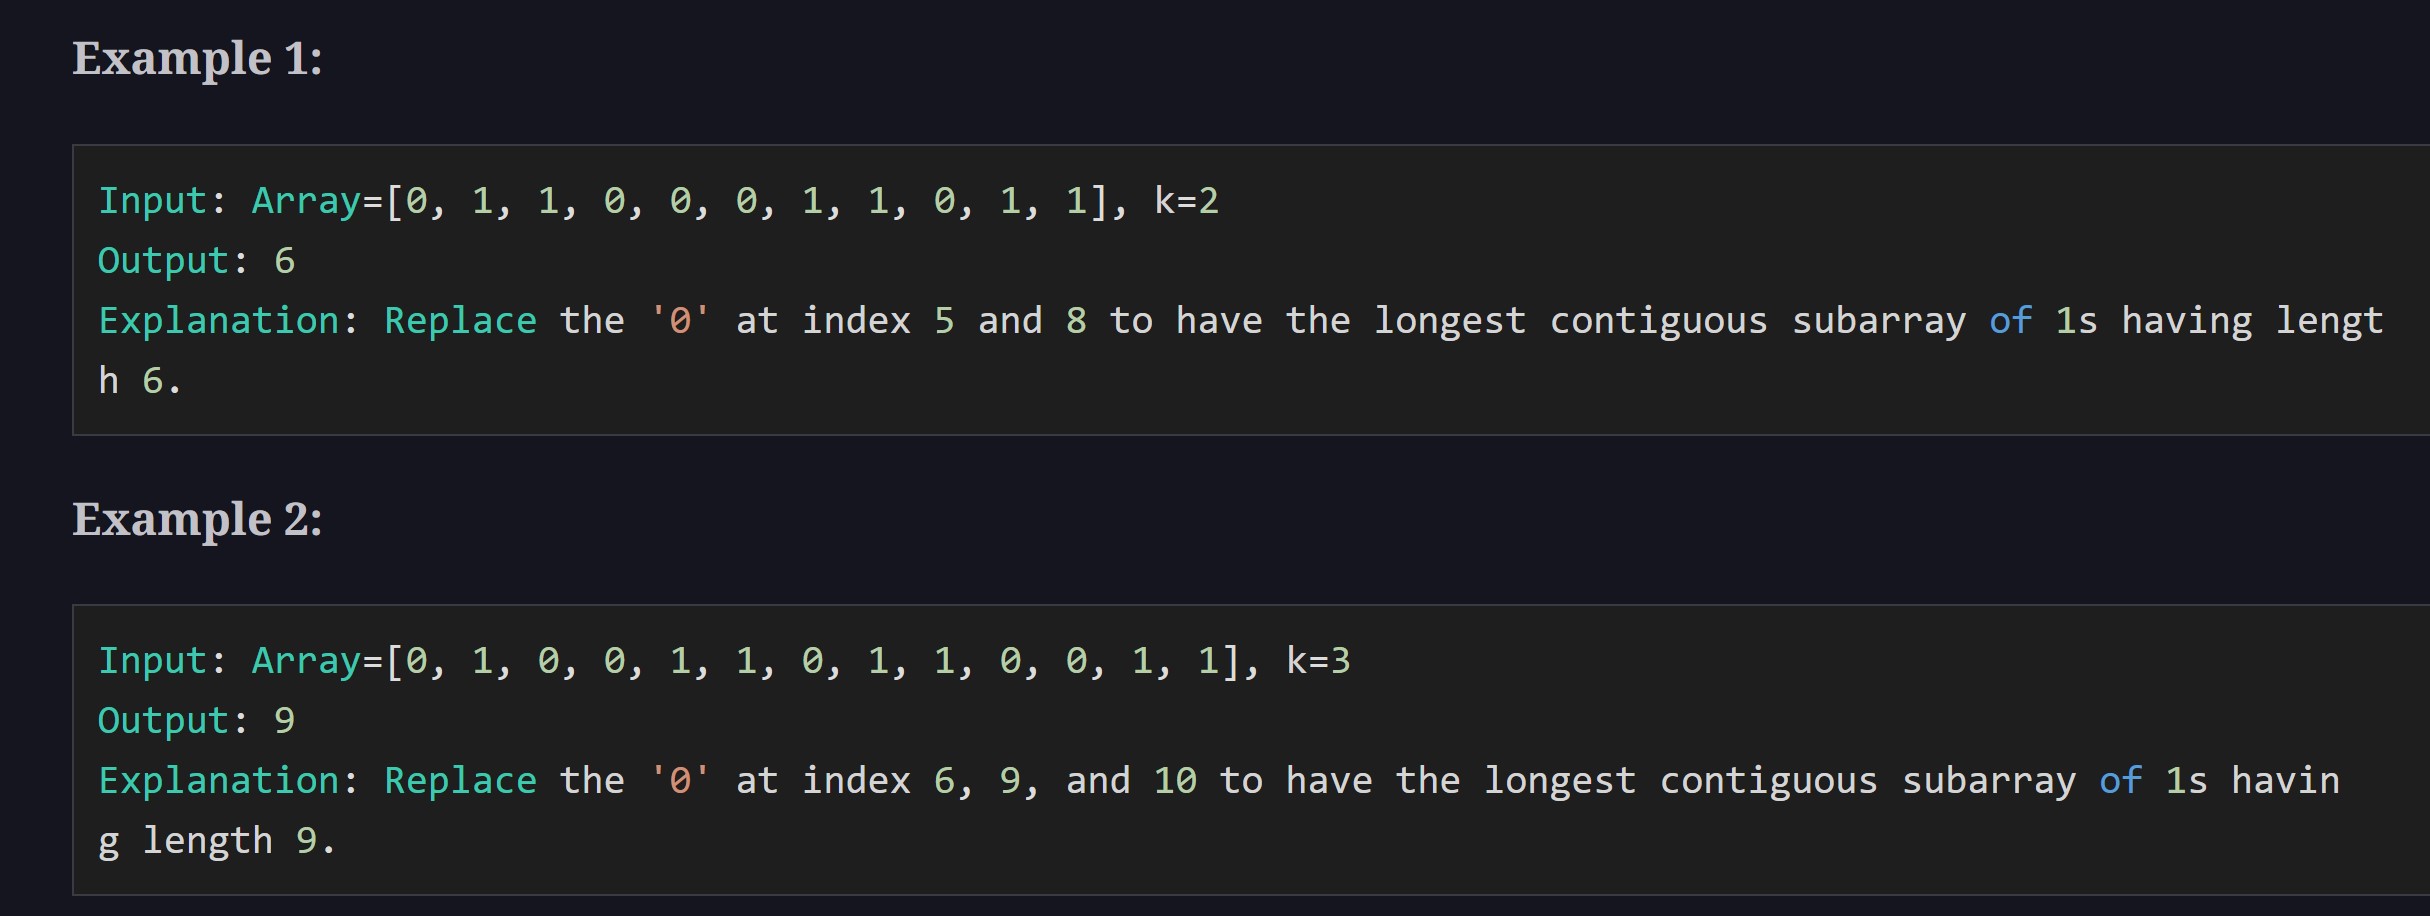 Example 1:
Input: Array=[0, 1, 1, 0, 0, 0, 1, 1, 0, 1, 1], k=2
Output: 6
Explanation: Replace the '0' at index 5 and 8 to have the longest contiguous subarray of 1s having lengt
h 6.
Example 2:
Input: Array=[0, 1, 0, 0, 1, 1, 0, 1, 1, 0, 0, 1, 1], k=3
Output: 9
Explanation: Replace the '0' at index 6, 9, and 10 to have the longest contiguous subarray of 1s havin
g length 9.